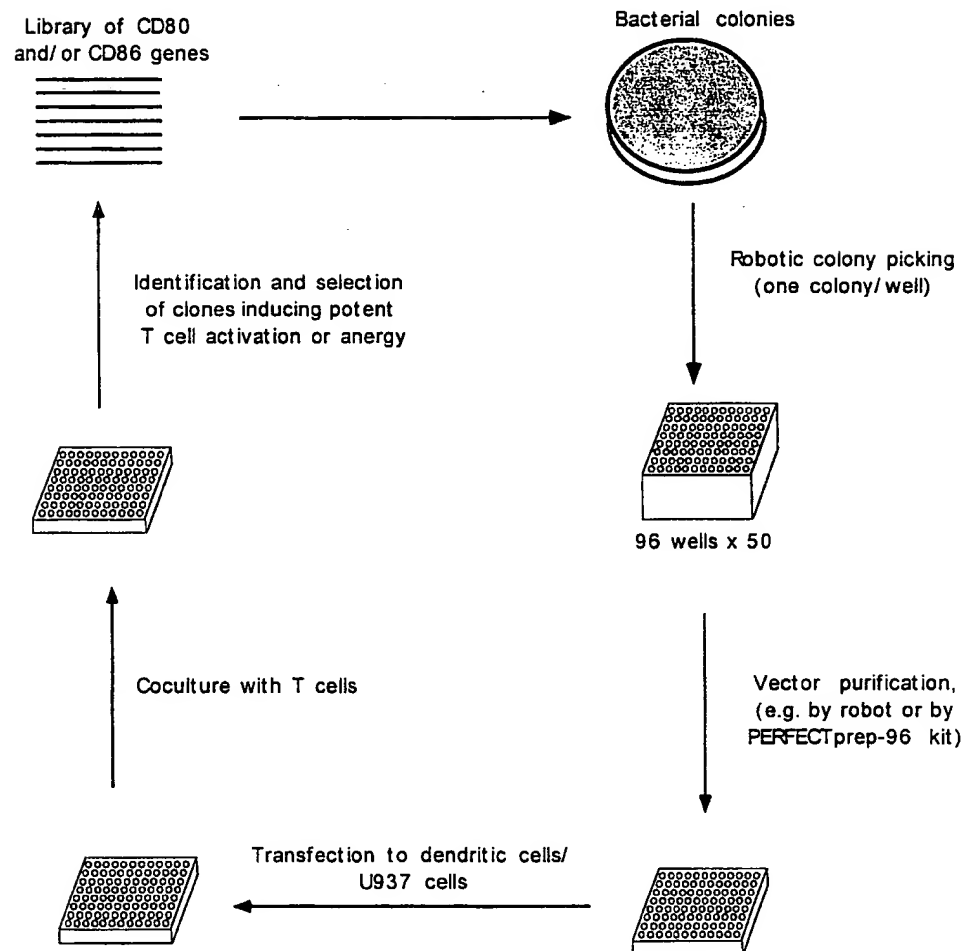 Library of CD80
and/or CD86 genes
Bacterial colonies
Robotic colony picking
(one colony/well)
Identification and selection
of clones inducing potent
T cell activation or anergy
96 wells x 50
Coculture with T cells
Vector purification,
(e.g. by robot or by
PERFECTprep-96 kit)
Transfection to dendritic cells/
U937 cells